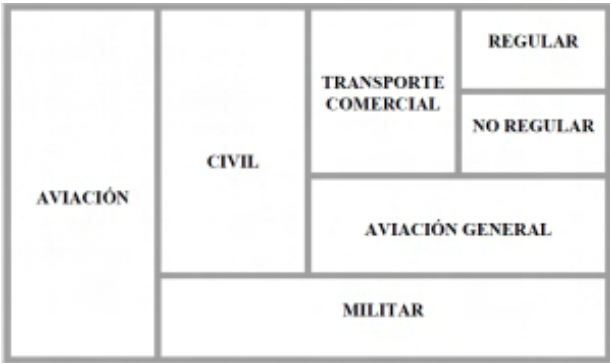 AVIACIÓN
CIVIL
TRANSPORTE
COMERCIAL
REGULAR
NO REGULAR
AVIACIÓN GENERAL
MILITAR